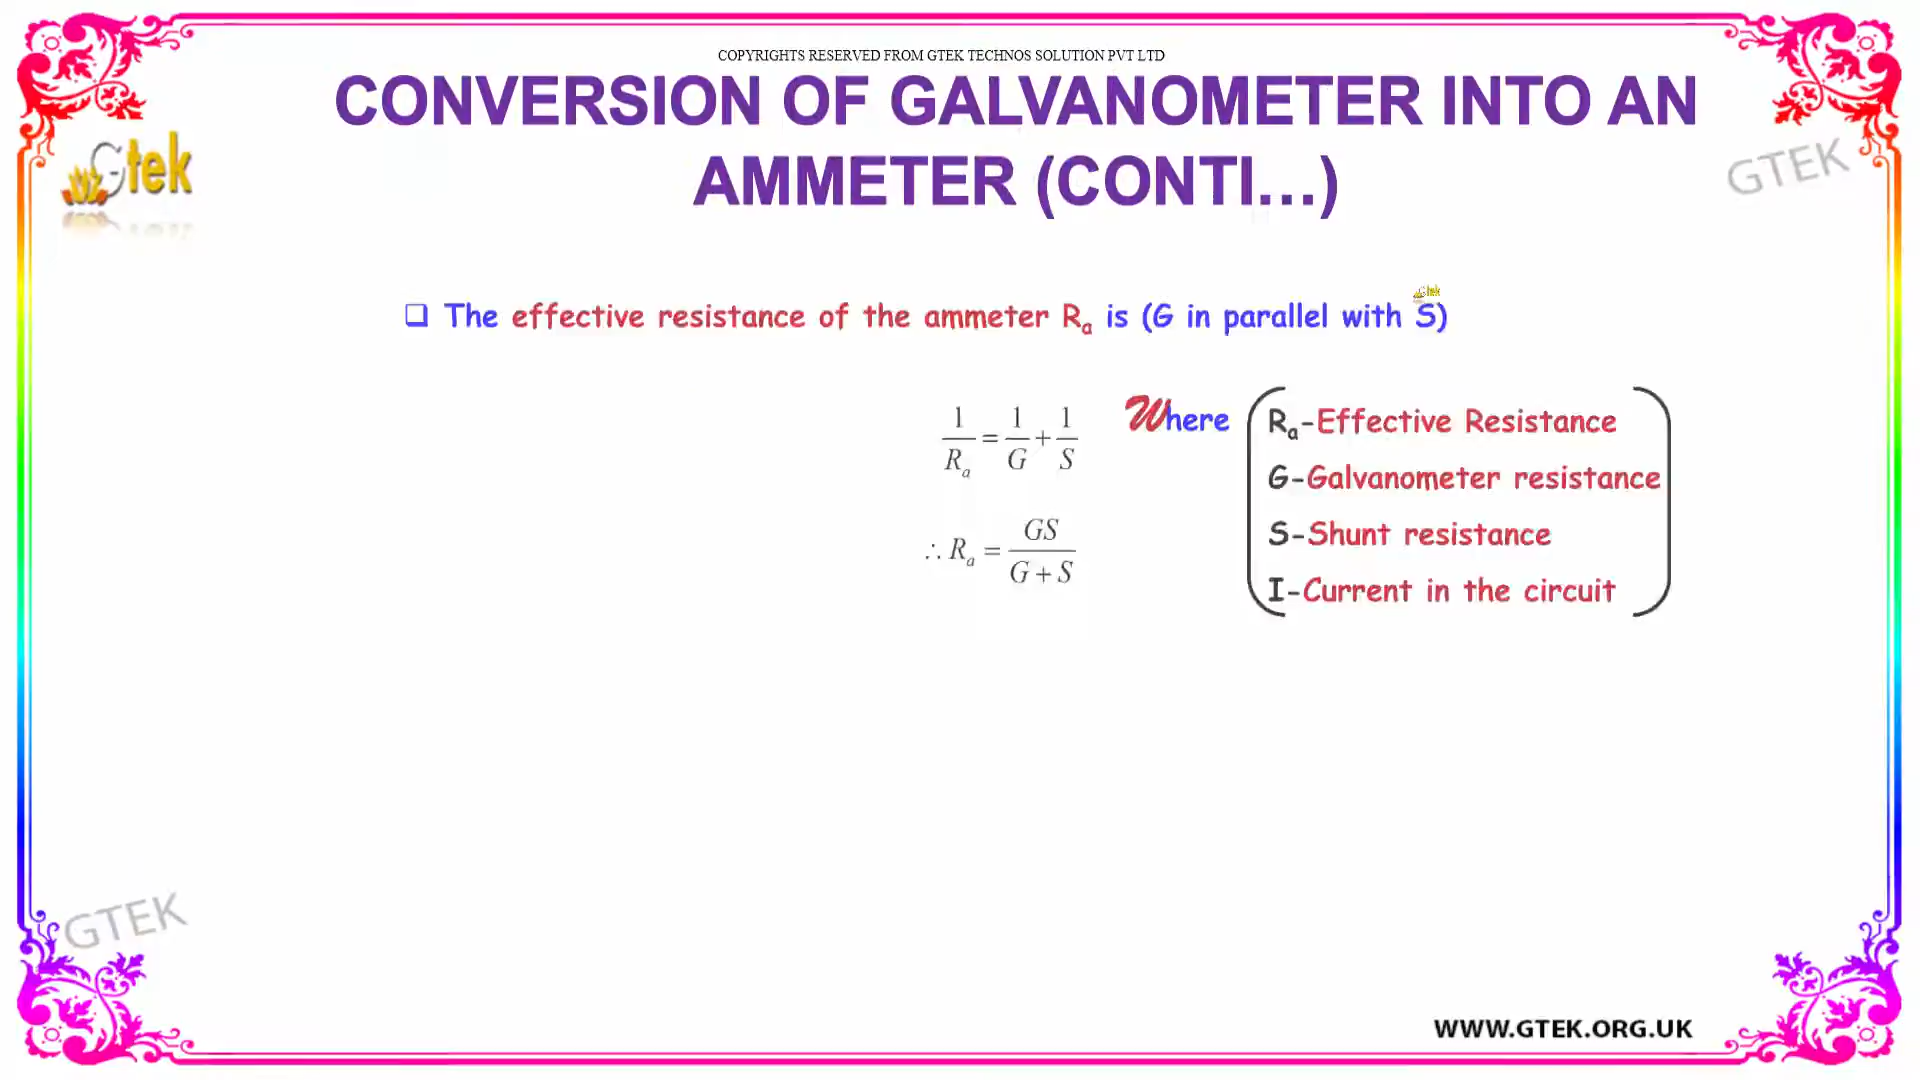 COPYRIGHTS RESERVED FROM GTEK TECHNOS SOLUTION PVT LTD
CONVERSION OF GALVANOMETER INTO AN
AMMETER (CONTI...)
Gtek
GTEK
❑ The effective resistance of the ammeter Rₐ is (G in parallel with S)
Gtek
1/Rₐ = 1/G + 1/S
Where
Rₐ-Effective Resistance
G-Galvanometer resistance
∴ Rₐ = GS/(G + S)
S-Shunt resistance
I-Current in the circuit
GTEK
WWW.GTEK.ORG.UK